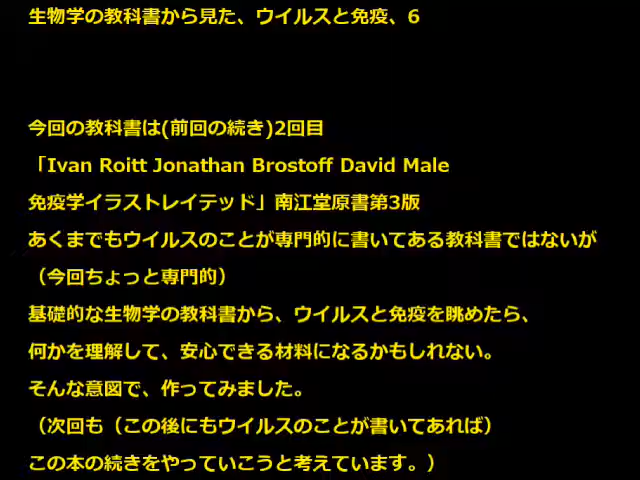 生物学の教科書から見た、ウイルスと免疫、6
今回の教科書は(前回の続き)2回目
「Ivan Roitt Jonathan Brostoff David Male
免疫学イラストレイテッド」南江堂原書第3版
あくまでもウイルスのことが専門的に書いてある教科書ではないが
（今回ちょっと専門的）
基礎的な生物学の教科書から、ウイルスと免疫を眺めたら、
何かを理解して、安心できる材料になるかもしれない。
そんな意図で、作ってみました。
（次回も（この後にもウイルスのことが書いてあれば）
この本の続きをやっていこうと考えています。）